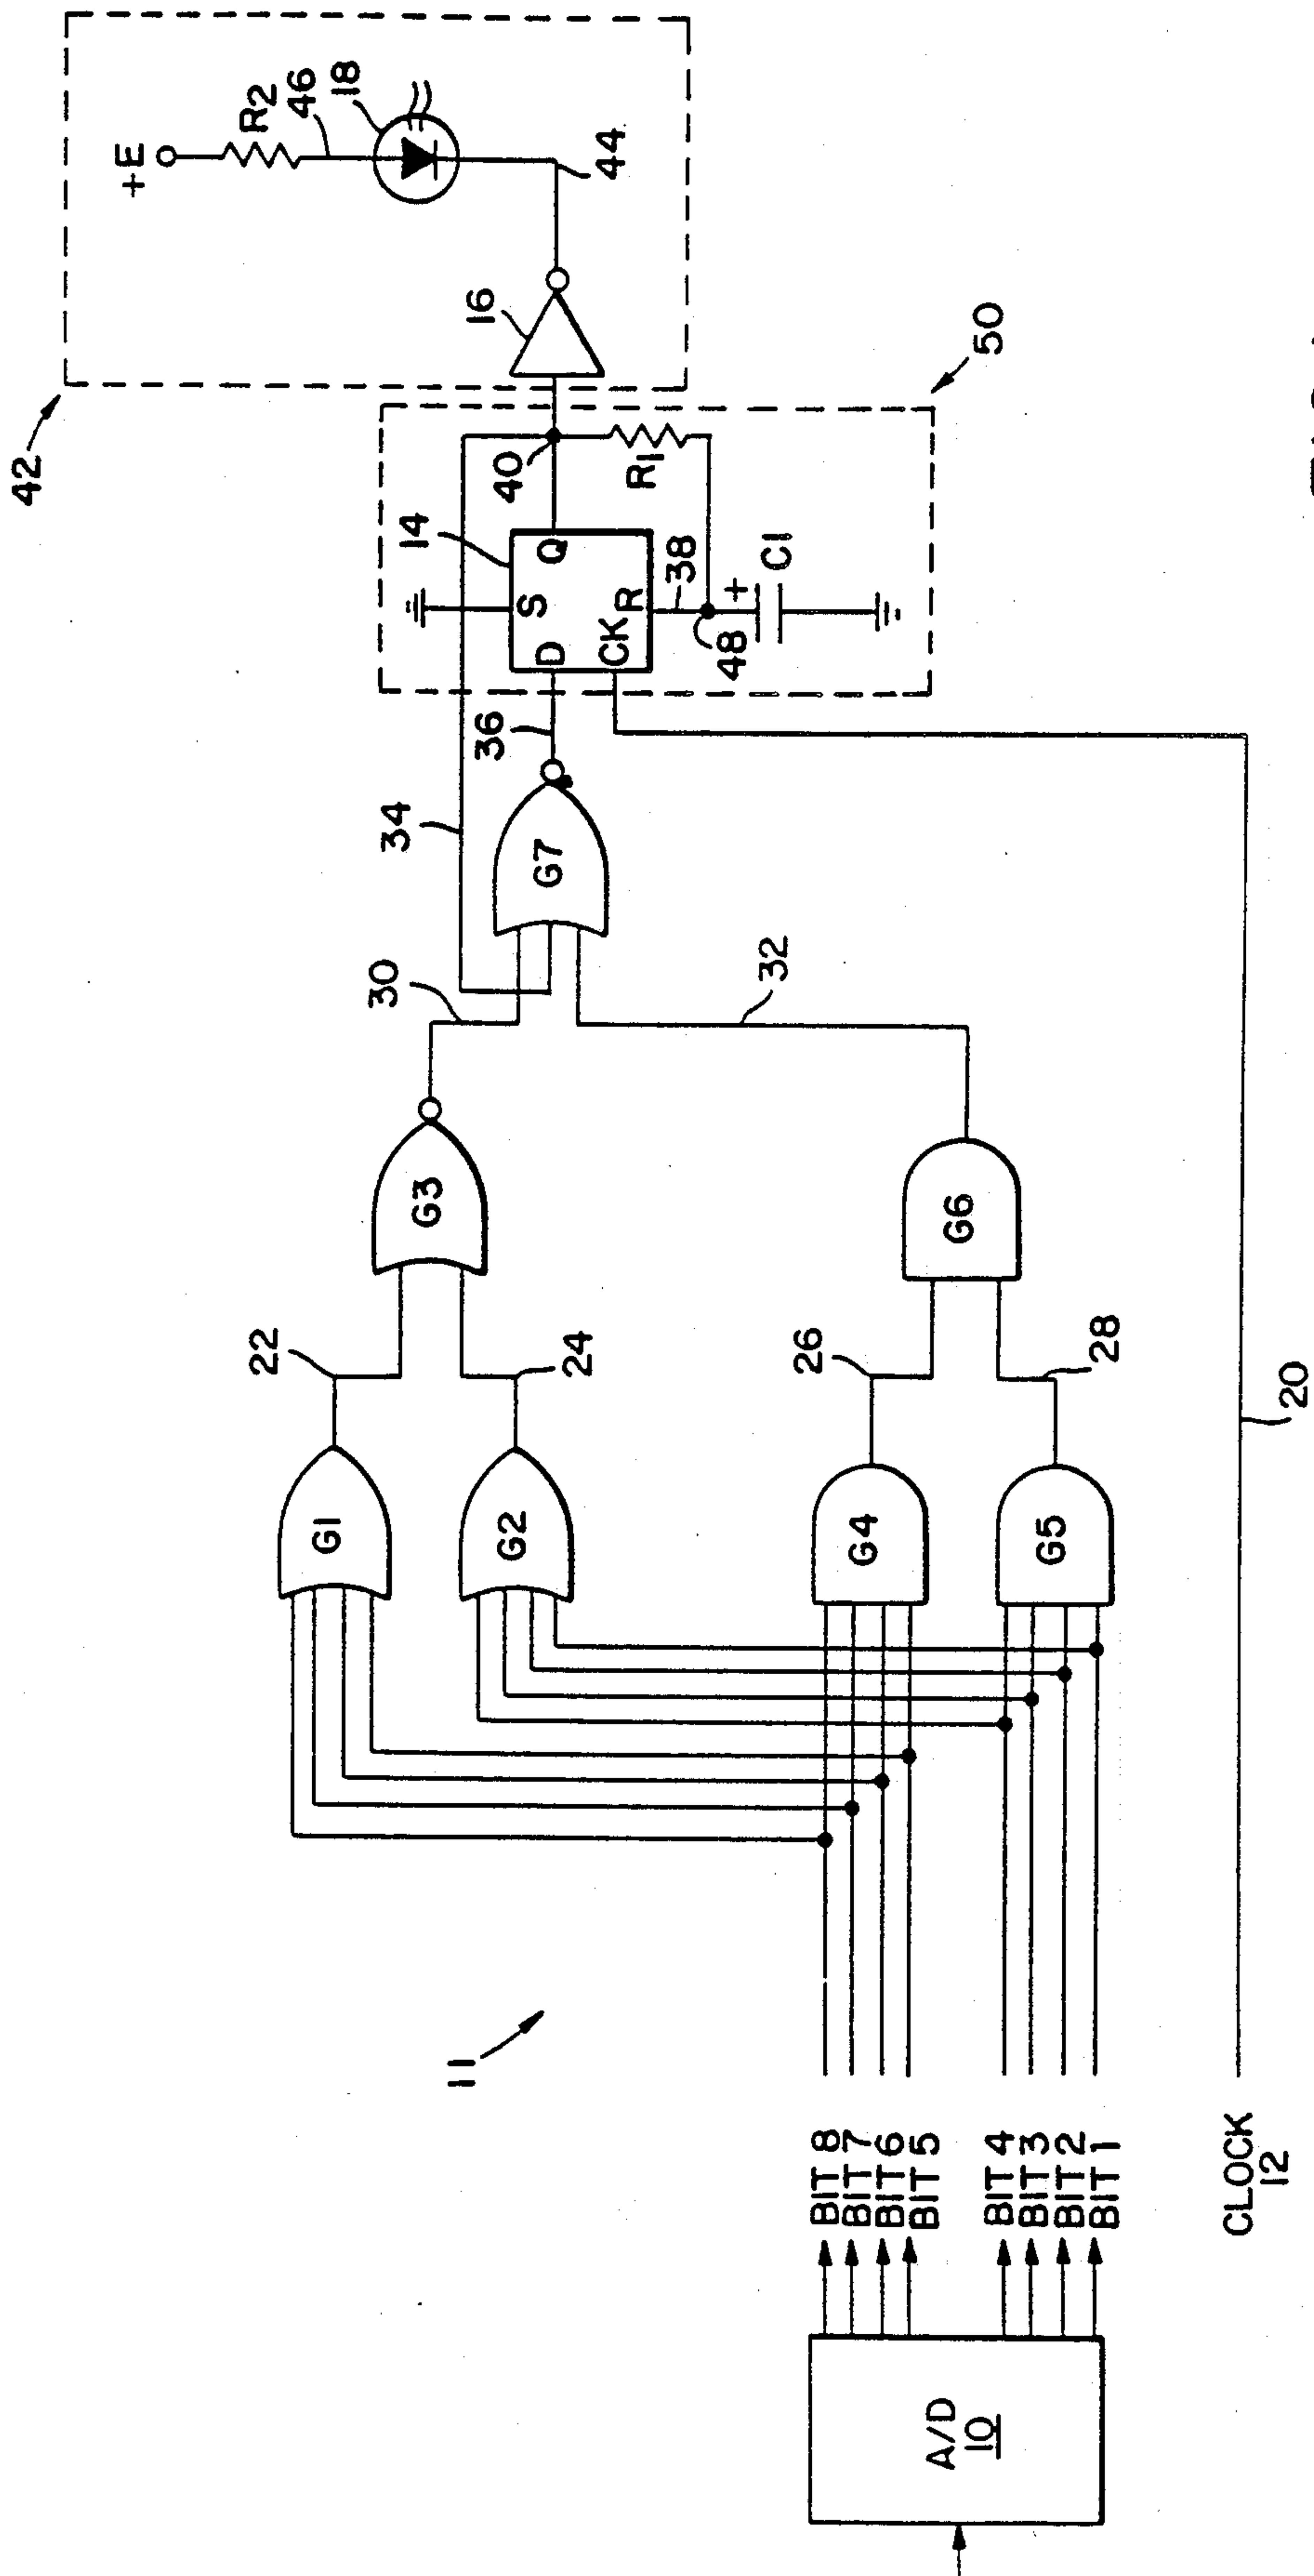 42
+E
R2
46
18
44
16
50
40
R1
14
S
Q
D
CK
R
38
+
C1
48
36
34
G7
30
32
G3
G6
22
24
26
28
G1
G2
G4
G5
20
11
BIT 8
BIT 7
BIT 6
BIT 5
BIT 4
BIT 3
BIT 2
BIT 1
CLOCK
12
A/D
10